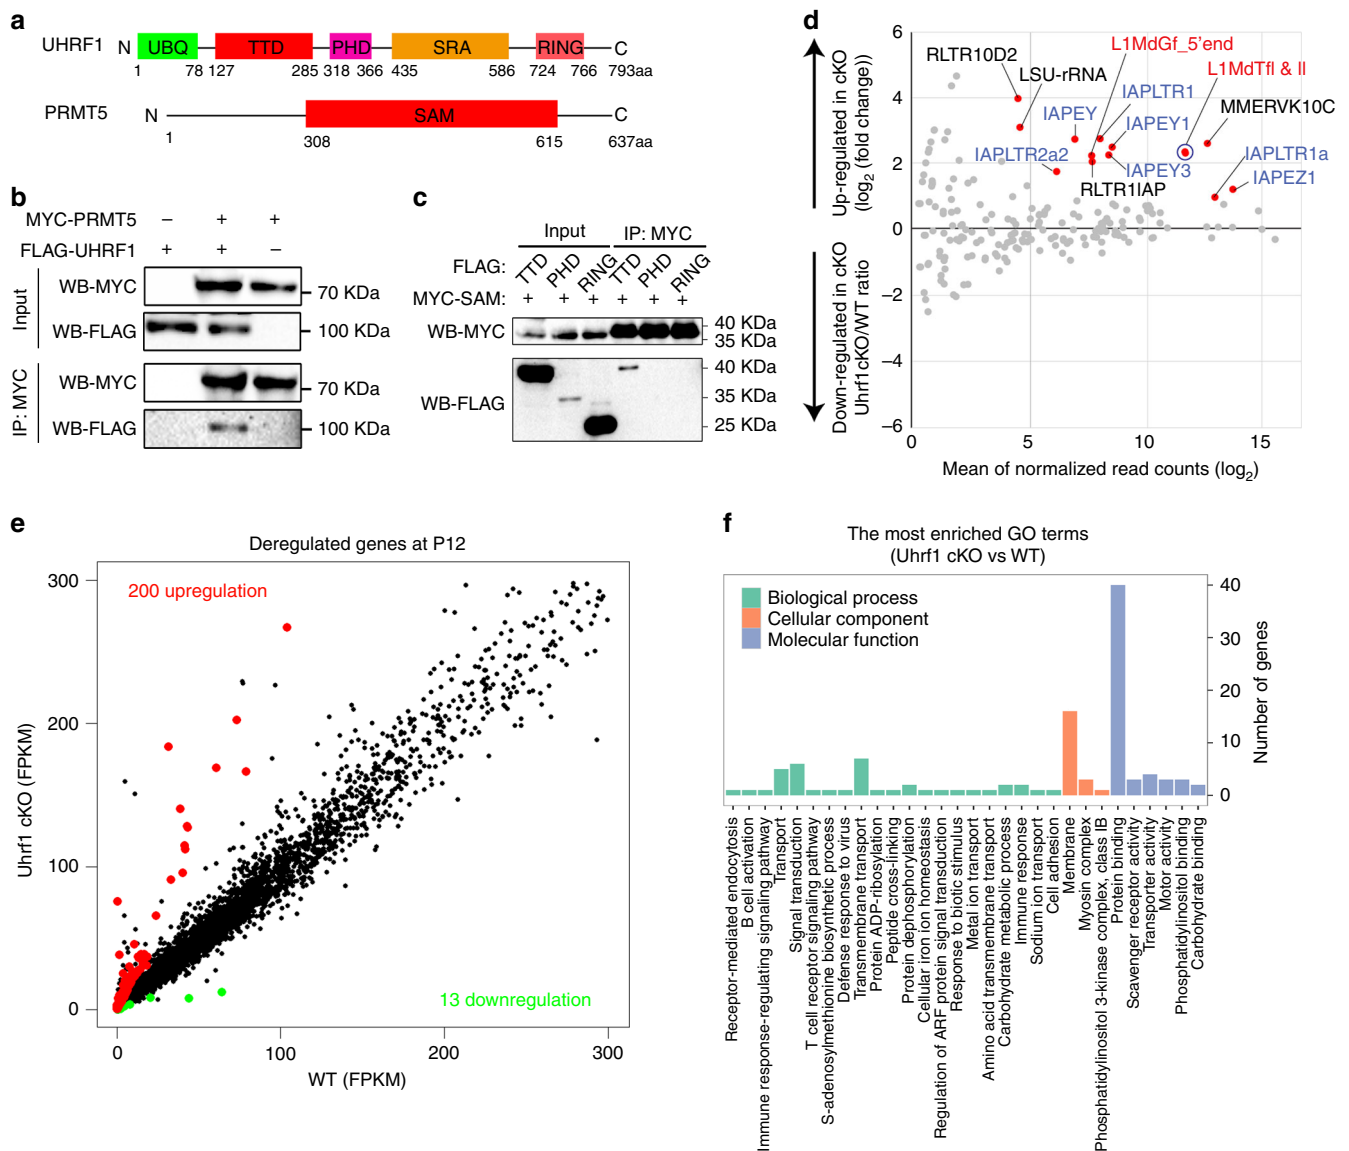 a
UHRF1 N UBQ TTD PHD SRA RING C
1 78 127 285 318 366 435 586 724 766 793aa
PRMT5 N SAM C
1 308 615 637aa
b
MYC-PRMT5 – + +
FLAG-UHRF1 + + –
Input
WB-MYC 70 KDa
WB-FLAG 100 KDa
IP: MYC
WB-MYC 70 KDa
WB-FLAG 100 KDa
c
Input IP: MYC
FLAG: TTD PHD RING TTD PHD RING
MYC-SAM: + + + + + +
WB-MYC 40 KDa
35 KDa
WB-FLAG 40 KDa
35 KDa
25 KDa
d
Up-regulated in cKO
(log2 (fold change))
Down-regulated in cKO
Uhrf1cKO/WT ratio
6
4
2
0
–2
–4
–6
0 5 10 15
Mean of normalized read counts (log2)
RLTR10D2
LSU-rRNA
L1MdGf_5'end
L1MdTfI & II
IAPEY
IAPLTR1
MMERVK10C
IAPEY1
IAPLTR2a2
IAPEY3
RLTR1IAP
IAPLTR1a
IAPEZ1
e
Deregulated genes at P12
200 upregulation
13 downregulation
Uhrf1 cKO (FPKM)
300
200
100
0
0 100 200 300
WT (FPKM)
f
The most enriched GO terms
(Uhrf1 cKO vs WT)
Biological process
Cellular component
Molecular function
40
30
20
10
0
Number of genes
Receptor-mediated endocytosis
B cell activation
Immune response-regulating signaling pathway
Transport
Signal transduction
T cell receptor signaling pathway
S-adenosylmethionine biosynthetic process
Defense response to virus
Transmembrane transport
Protein ADP-ribosylation
Peptide cross-linking
Protein dephosphorylation
Cellular iron ion homeostasis
Regulation of ARF protein signal transduction
Response to biotic stimulus
Metal ion transport
Amino acid transmembrane transport
Carbohydrate metabolic process
Immune response
Sodium ion transport
Cell adhesion
Membrane
Myosin complex
Phosphatidylinositol 3-kinase complex, class IB
Protein binding
Scavenger receptor activity
Transporter activity
Motor activity
Phosphatidylinositol binding
Carbohydrate binding